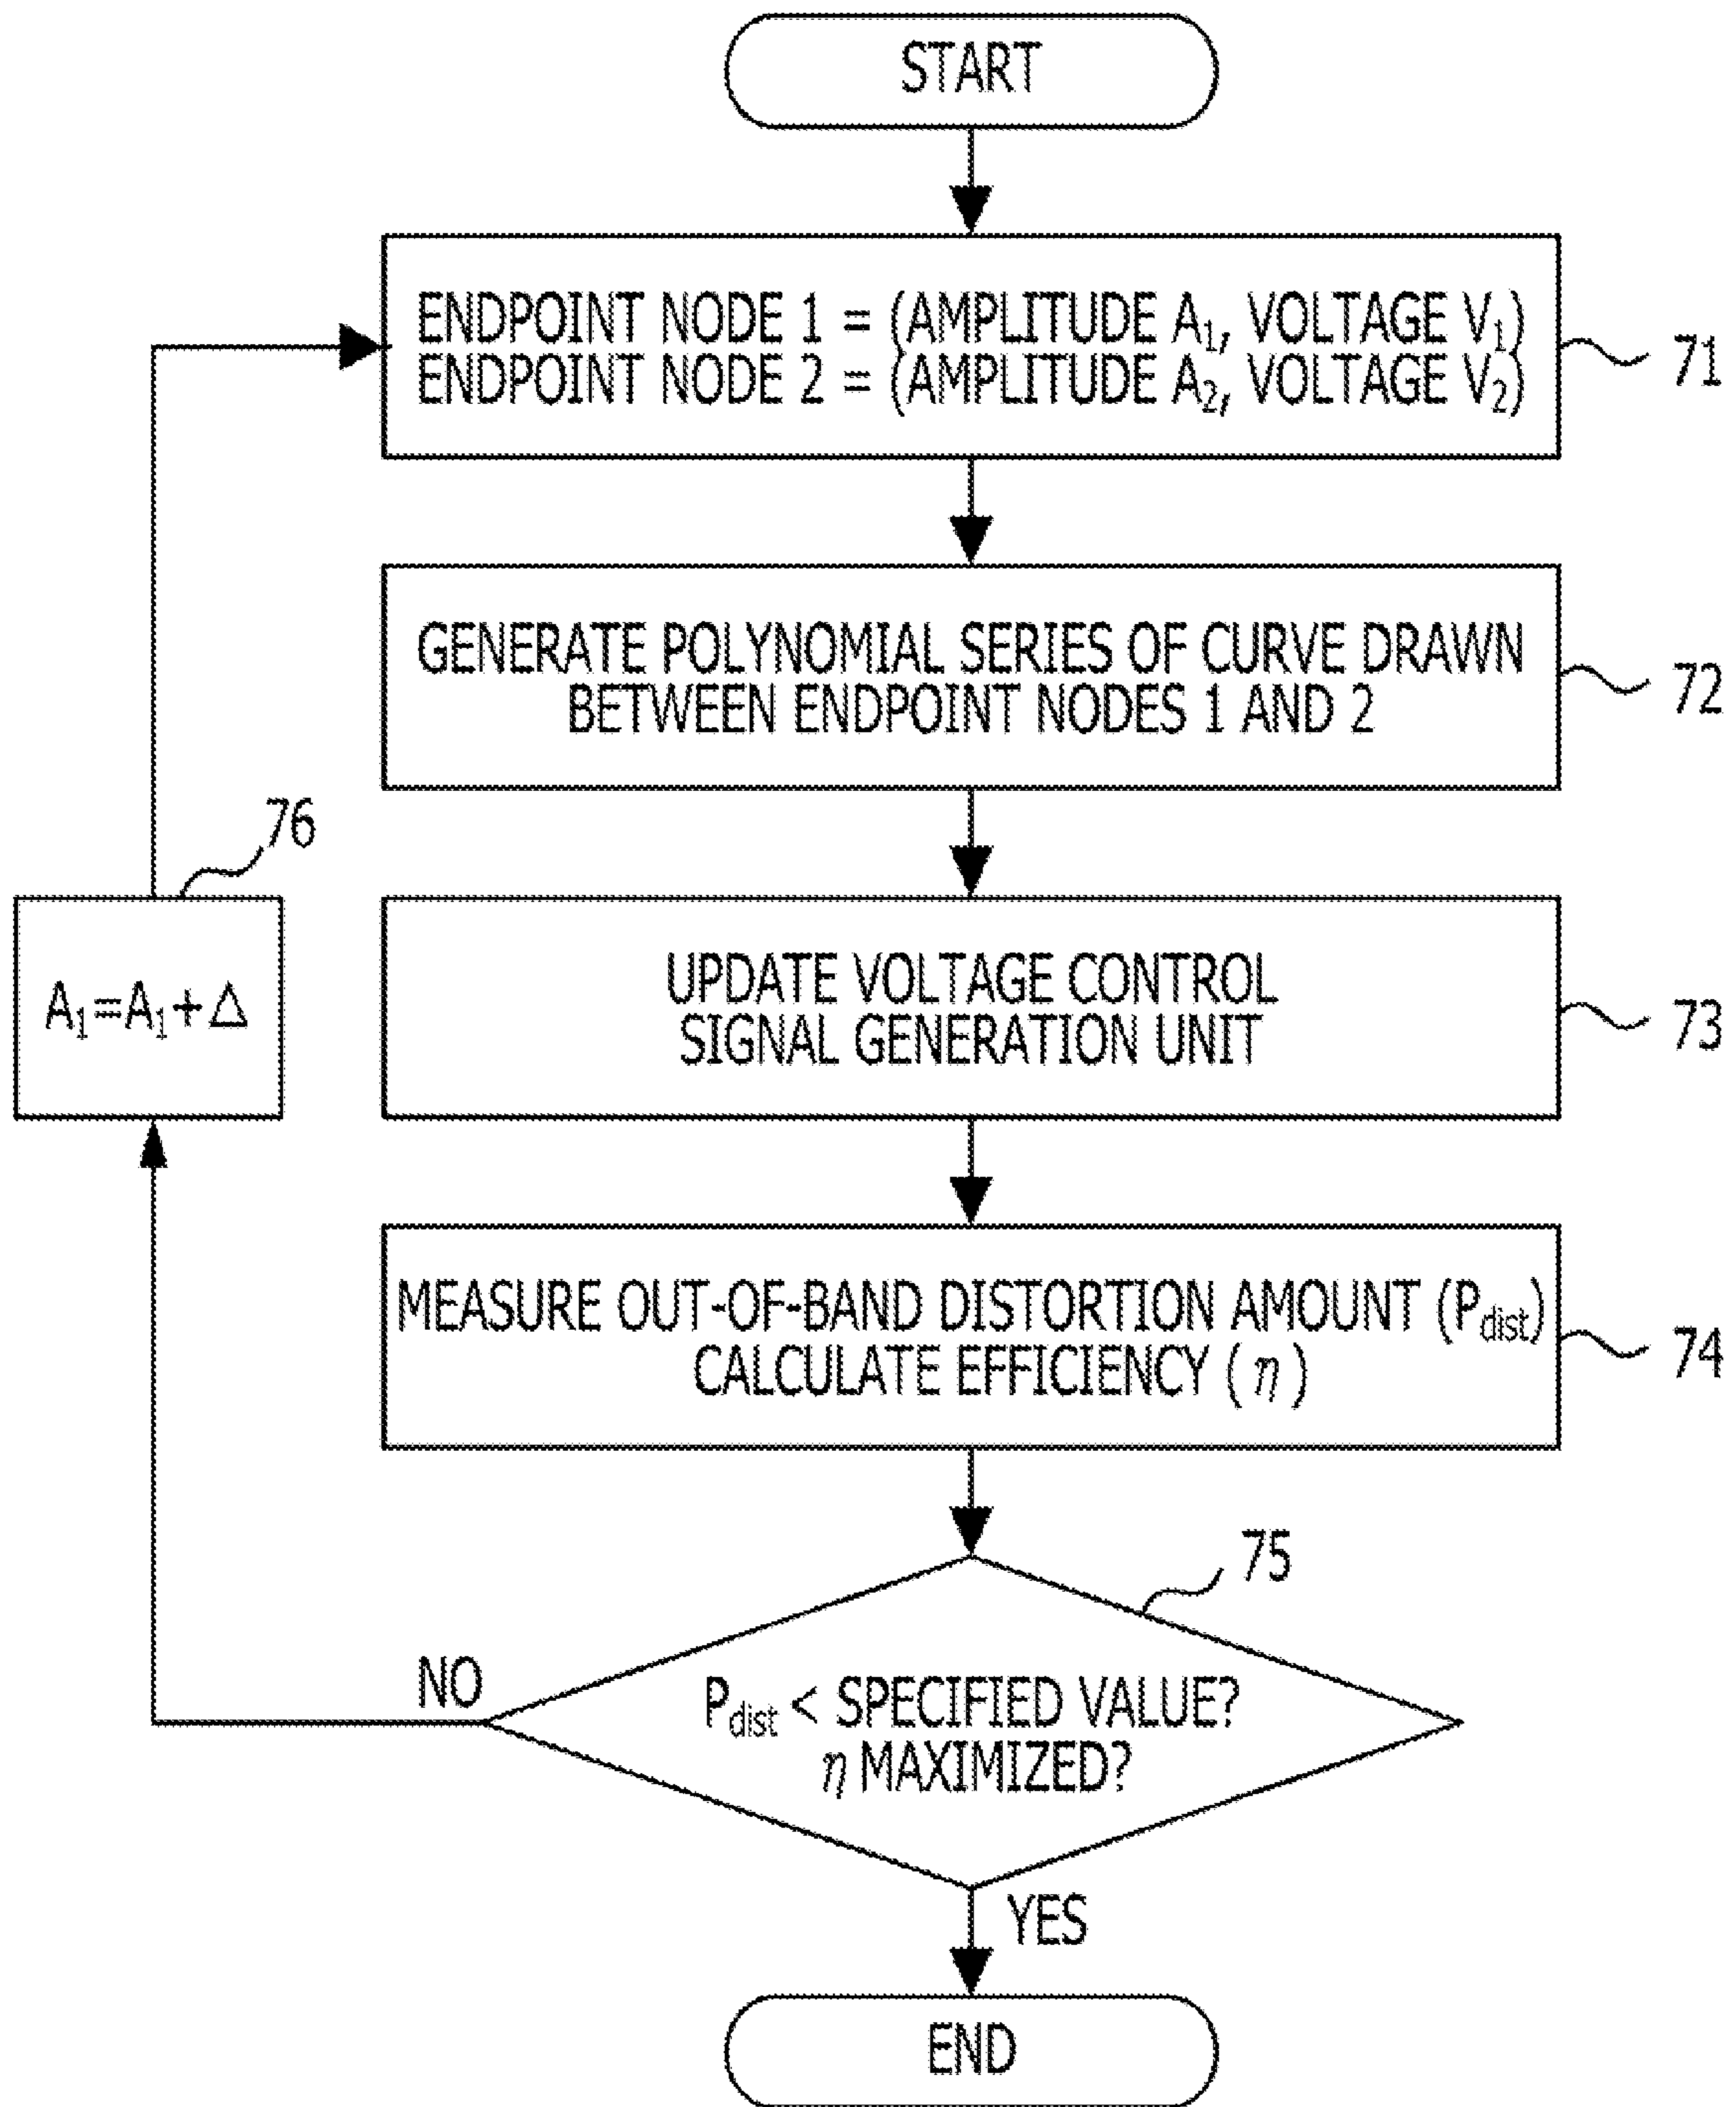 START
ENDPOINT NODE 1 = (AMPLITUDE A₁, VOLTAGE V₁)
ENDPOINT NODE 2 = (AMPLITUDE A₂, VOLTAGE V₂)
71
GENERATE POLYNOMIAL SERIES OF CURVE DRAWN
BETWEEN ENDPOINT NODES 1 AND 2
72
76
A₁=A₁+Δ
UPDATE VOLTAGE CONTROL
SIGNAL GENERATION UNIT
73
MEASURE OUT-OF-BAND DISTORTION AMOUNT (Pdist)
CALCULATE EFFICIENCY (η)
74
75
NO
Pdist < SPECIFIED VALUE?
η MAXIMIZED?
YES
END